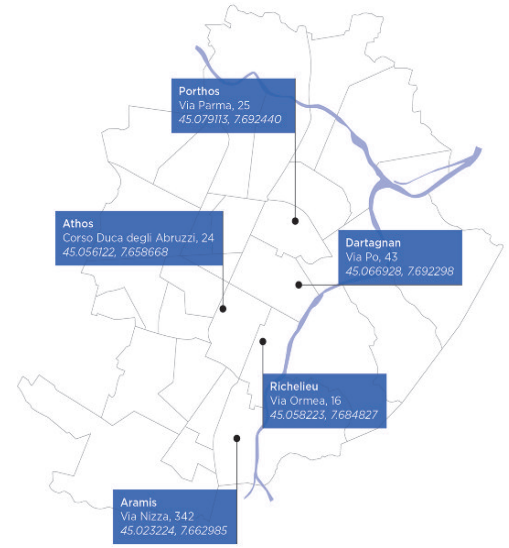 Porthos
Via Parma, 25
45.079113, 7.692440
Athos
Corso Duca degli Abruzzi, 24
45.056122, 7.658668
Dartagnan
Via Po, 43
45.066928, 7.692298
Richelieu
Via Ormea, 16
45.058223, 7.684827
Aramis
Via Nizza, 342
45.023224, 7.662985